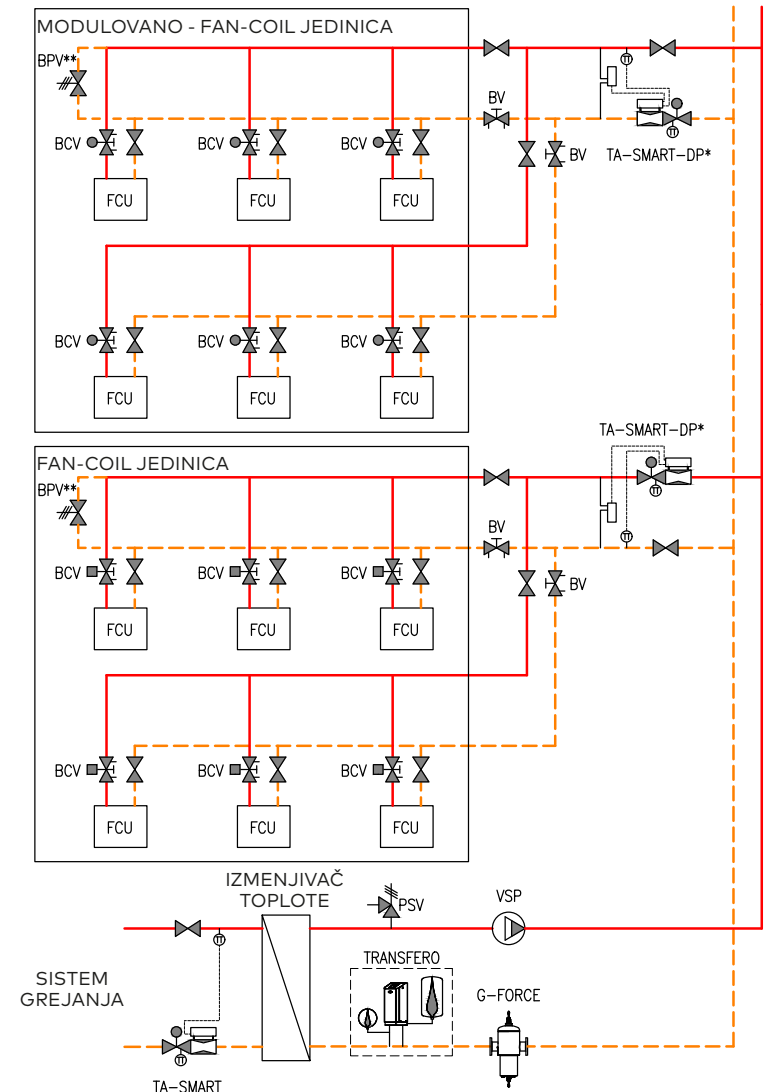 MODULOVANO - FAN-COIL JEDINICA
BPV**
BV
BCV
BCV
BCV
BV
TA-SMART-DP*
FCU
FCU
FCU
BCV
BCV
BCV
FCU
FCU
FCU
TA-SMART-DP*
FAN-COIL JEDINICA
BPV**
BV
BCV
BCV
BCV
BV
FCU
FCU
FCU
BCV
BCV
BCV
FCU
FCU
FCU
IZMENJIVAČ
TOPLOTE
PSV
VSP
SISTEM
GREJANJA
TRANSFERO
G-FORCE
TA-SMART